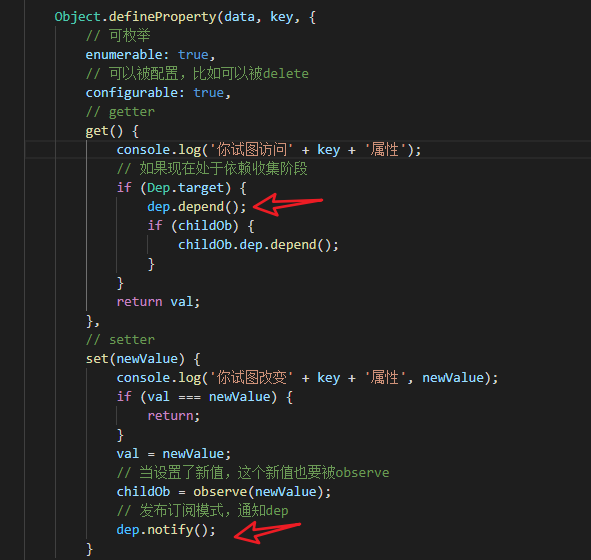 Object.defineProperty(data, key, {
// 可枚举
enumerable: true,
// 可以被配置，比如可以被delete
configurable: true,
// getter
get() {
console.log('你试图访问' + key + '属性');
// 如果现在处于依赖收集阶段
if (Dep.target) {
dep.depend();
if (childOb) {
childOb.dep.depend();
}
}
return val;
},
// setter
set(newValue) {
console.log('你试图改变' + key + '属性', newValue);
if (val === newValue) {
return;
}
val = newValue;
// 当设置了新值，这个新值也要被observe
childOb = observe(newValue);
// 发布订阅模式，通知dep
dep.notify();
}